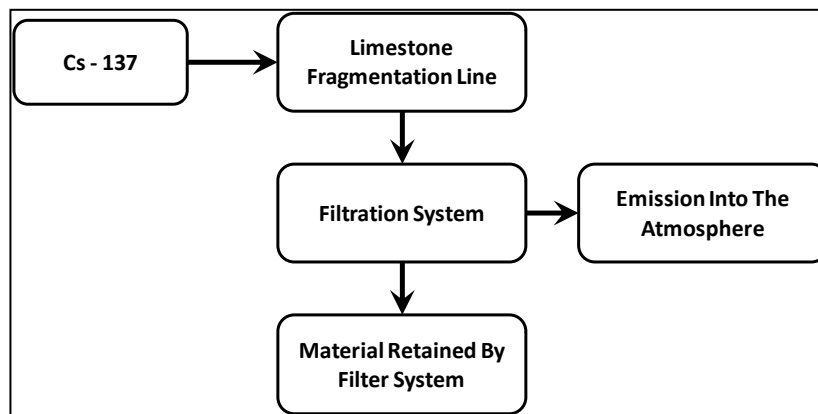 Cs - 137
Limestone
Fragmentation Line
Filtration System
Emission Into The
Atmosphere
Material Retained By
Filter System